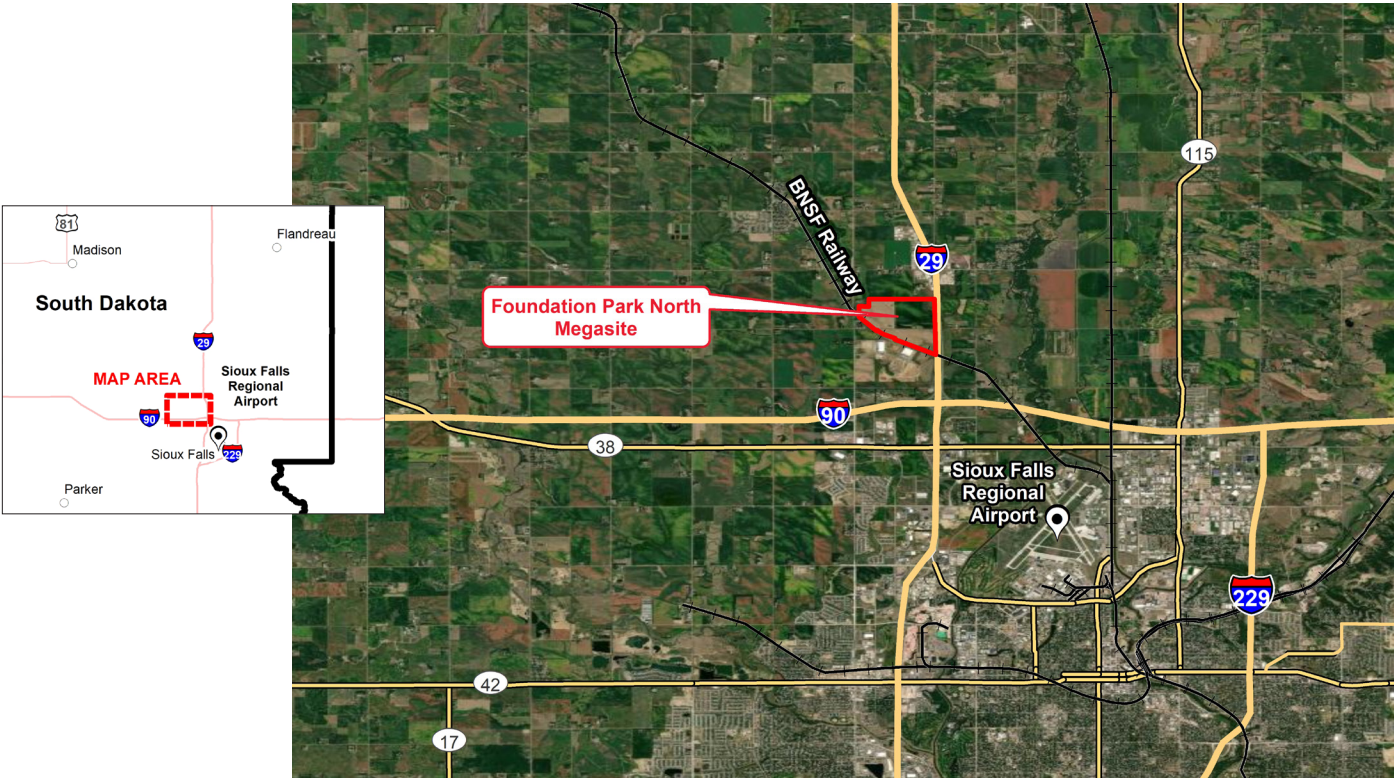 81
Madison
Flandreau
South Dakota
29
MAP AREA
Sioux Falls
Regional
Airport
90
Sioux Falls
229
Parker
115
BNSF Railway
29
Foundation Park North
Megasite
90
38
Sioux Falls
Regional
Airport
229
42
17